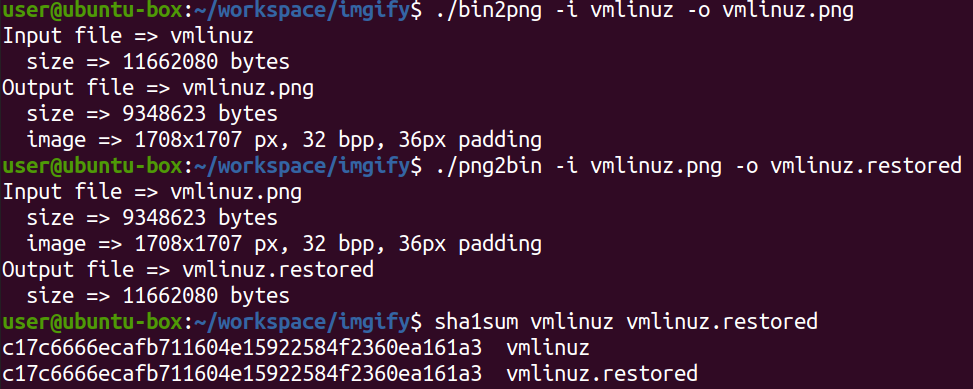 user@ubuntu-box:~/workspace/imgify$ ./bin2png -i vmlinuz -o vmlinuz.png
Input file => vmlinuz
  size => 11662080 bytes
Output file => vmlinuz.png
  size => 9348623 bytes
  image => 1708x1707 px, 32 bpp, 36px padding
user@ubuntu-box:~/workspace/imgify$ ./png2bin -i vmlinuz.png -o vmlinuz.restored
Input file => vmlinuz.png
  size => 9348623 bytes
  image => 1708x1707 px, 32 bpp, 36px padding
Output file => vmlinuz.restored
  size => 11662080 bytes
user@ubuntu-box:~/workspace/imgify$ sha1sum vmlinuz vmlinuz.restored
c17c6666ecafb711604e15922584f2360ea161a3  vmlinuz
c17c6666ecafb711604e15922584f2360ea161a3  vmlinuz.restored